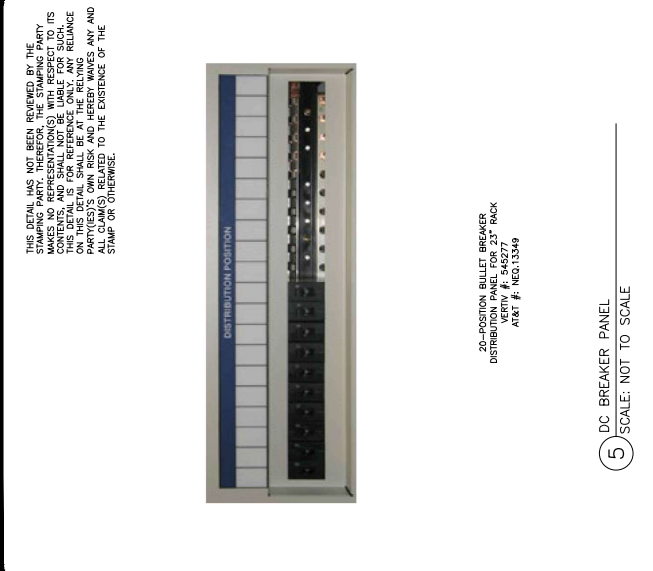 THIS DETAIL HAS NOT BEEN REVIEWED BY THE
STAMPING PARTY. THEREFOR, THE STAMPING PARTY
MAKES NO REPRESENTATION(S) WITH RESPECT TO ITS
CONTENTS, AND SHALL NOT BE LIABLE FOR SUCH.
THIS DETAIL IS FOR REFERENCE ONLY. ANY RELIANCE
ON THIS DETAIL SHALL BE AT THE RELYING
PARTY(IES)'S OWN RISK AND HEREBY WAIVES ANY AND
ALL CLAIM(S) RELATED TO THE EXISTENCE OF THE
STAMP OR OTHERWISE.
DISTRIBUTION POSITION
20-POSITION BULLET BREAKER
DISTRIBUTION PANEL FOR 23" RACK
VERTIV #: 545277
AT&T #: NEQ.13349
5 DC BREAKER PANEL
SCALE: NOT TO SCALE